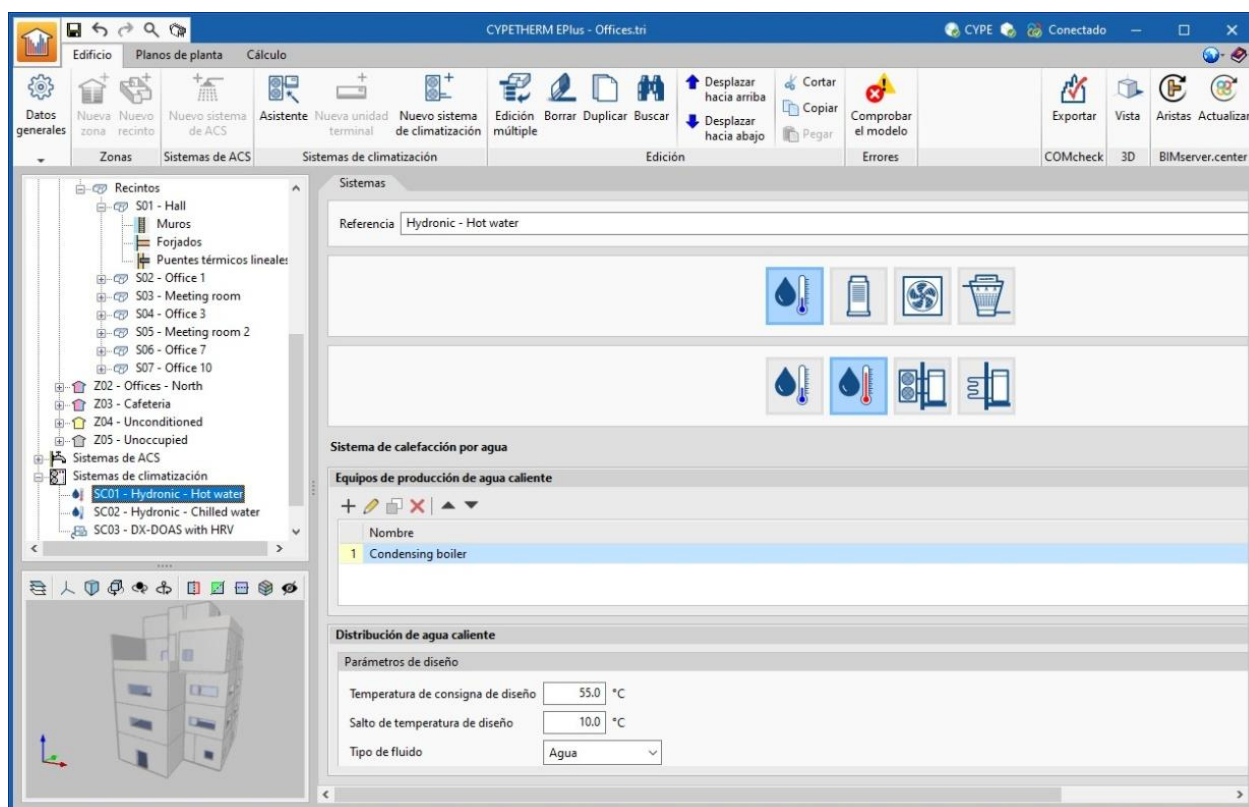 CYPETHERM EPlus - Offices.tri
CYPE
Conectado
Edificio
Planos de planta
Cálculo
Datos generales
Nueva zona
Nuevo recinto
Zonas
Nuevo sistema de ACS
Sistemas de ACS
Asistente
Nueva unidad terminal
Nuevo sistema de climatización
Sistemas de climatización
Edición múltiple
Borrar
Duplicar
Buscar
Desplazar hacia arriba
Desplazar hacia abajo
Cortar
Copiar
Pegar
Edición
Comprobar el modelo
Errores
Exportar
COMcheck
Vista
3D
Aristas
Actualizar
BIMserver.center
Recintos
S01 - Hall
Muros
Forjados
Puentes térmicos lineales
S02 - Office 1
S03 - Meeting room
S04 - Office 3
S05 - Meeting room 2
S06 - Office 7
S07 - Office 10
Z02 - Offices - North
Z03 - Cafeteria
Z04 - Unconditioned
Z05 - Unoccupied
Sistemas de ACS
Sistemas de climatización
SC01 - Hydronic - Hot water
SC02 - Hydronic - Chilled water
SC03 - DX-DOAS with HRV
Sistemas
Referencia Hydronic - Hot water
Sistema de calefacción por agua
Equipos de producción de agua caliente
Nombre
1 Condensing boiler
Distribución de agua caliente
Parámetros de diseño
Temperatura de consigna de diseño 55.0 °C
Salto de temperatura de diseño 10.0 °C
Tipo de fluido Agua